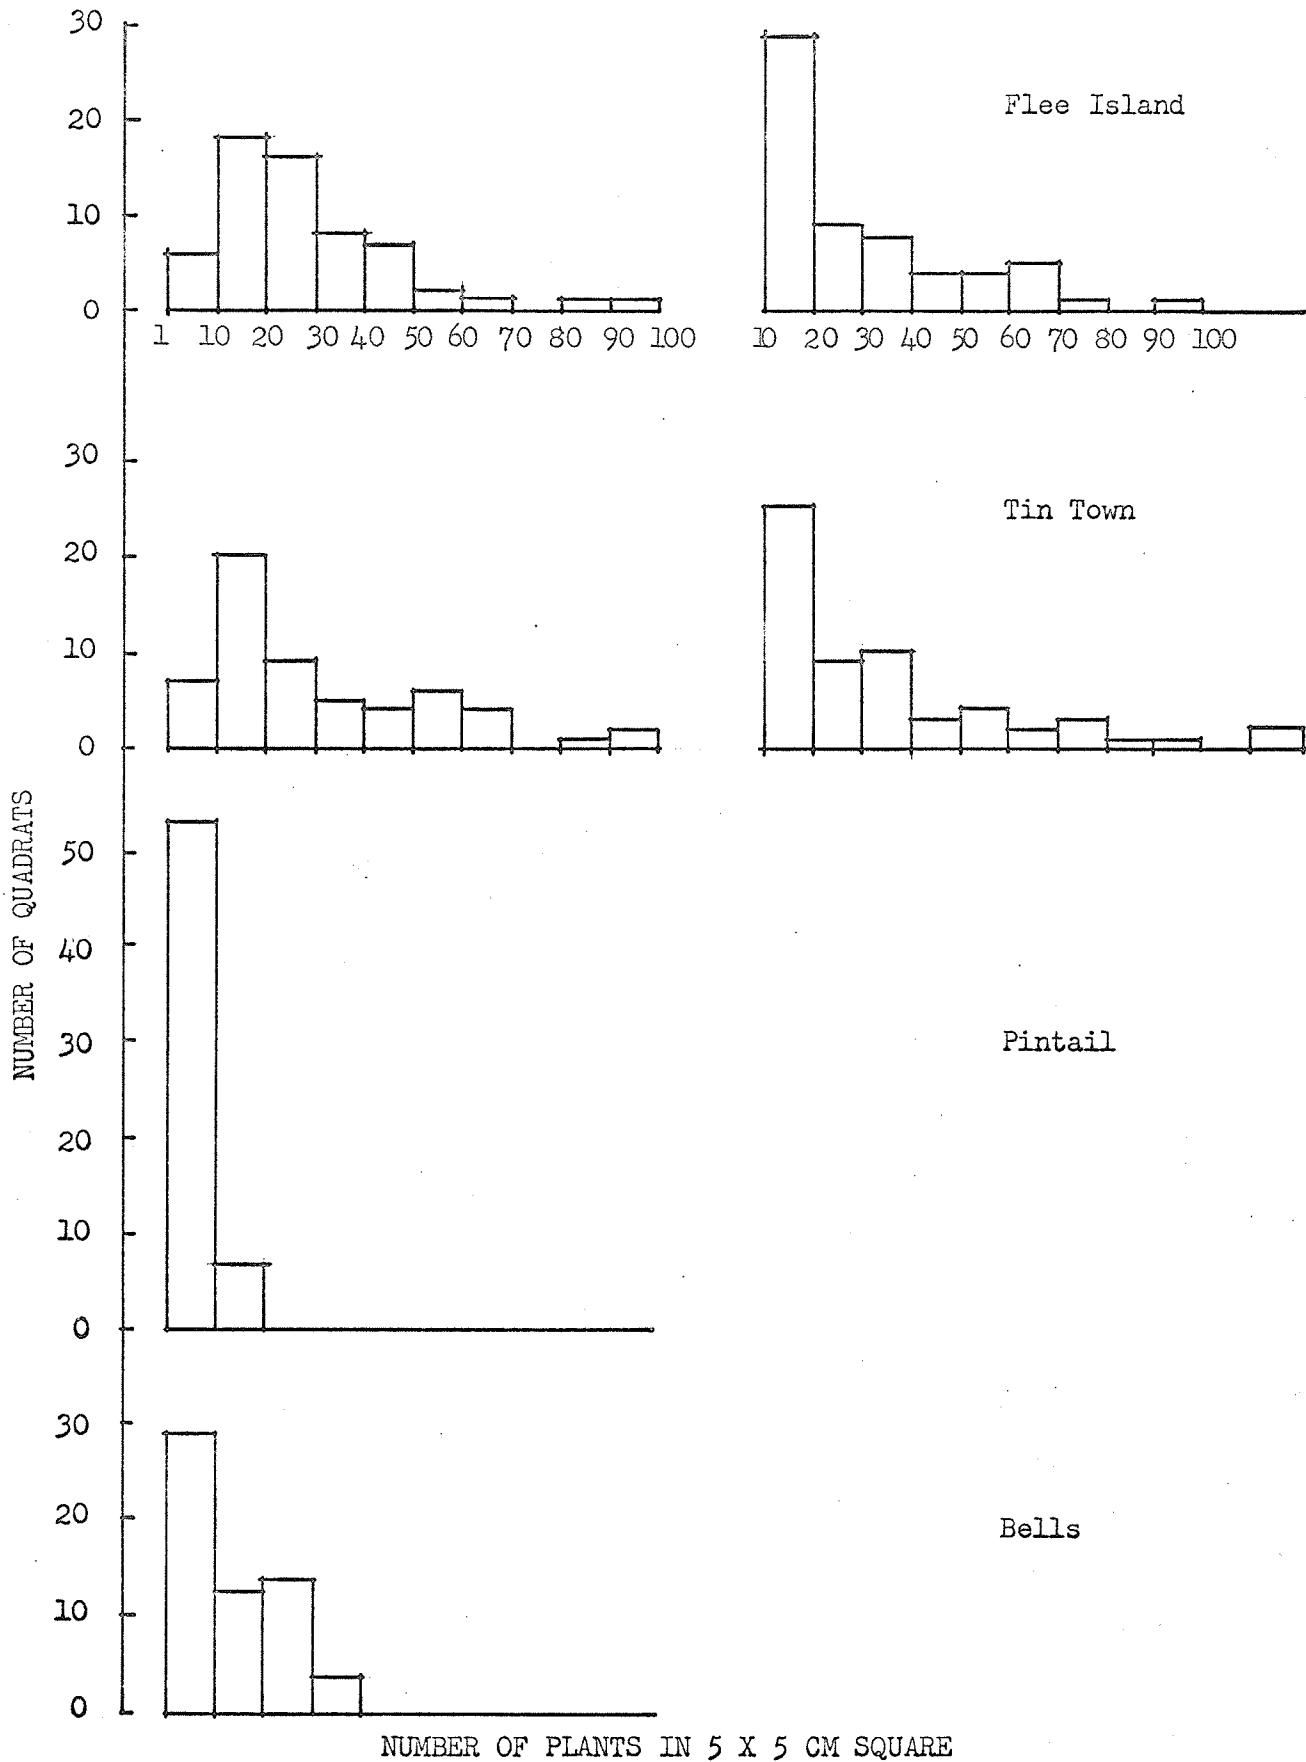 30
20
10
0
1 10 20 30 40 50 60 70 80 90 100
Flee Island
10 20 30 40 50 60 70 80 90 100
30
20
10
0
Tin Town
50
40
30
20
10
0
Pintail
30
20
10
0
Bells
NUMBER OF QUADRATS
NUMBER OF PLANTS IN 5 X 5 CM SQUARE